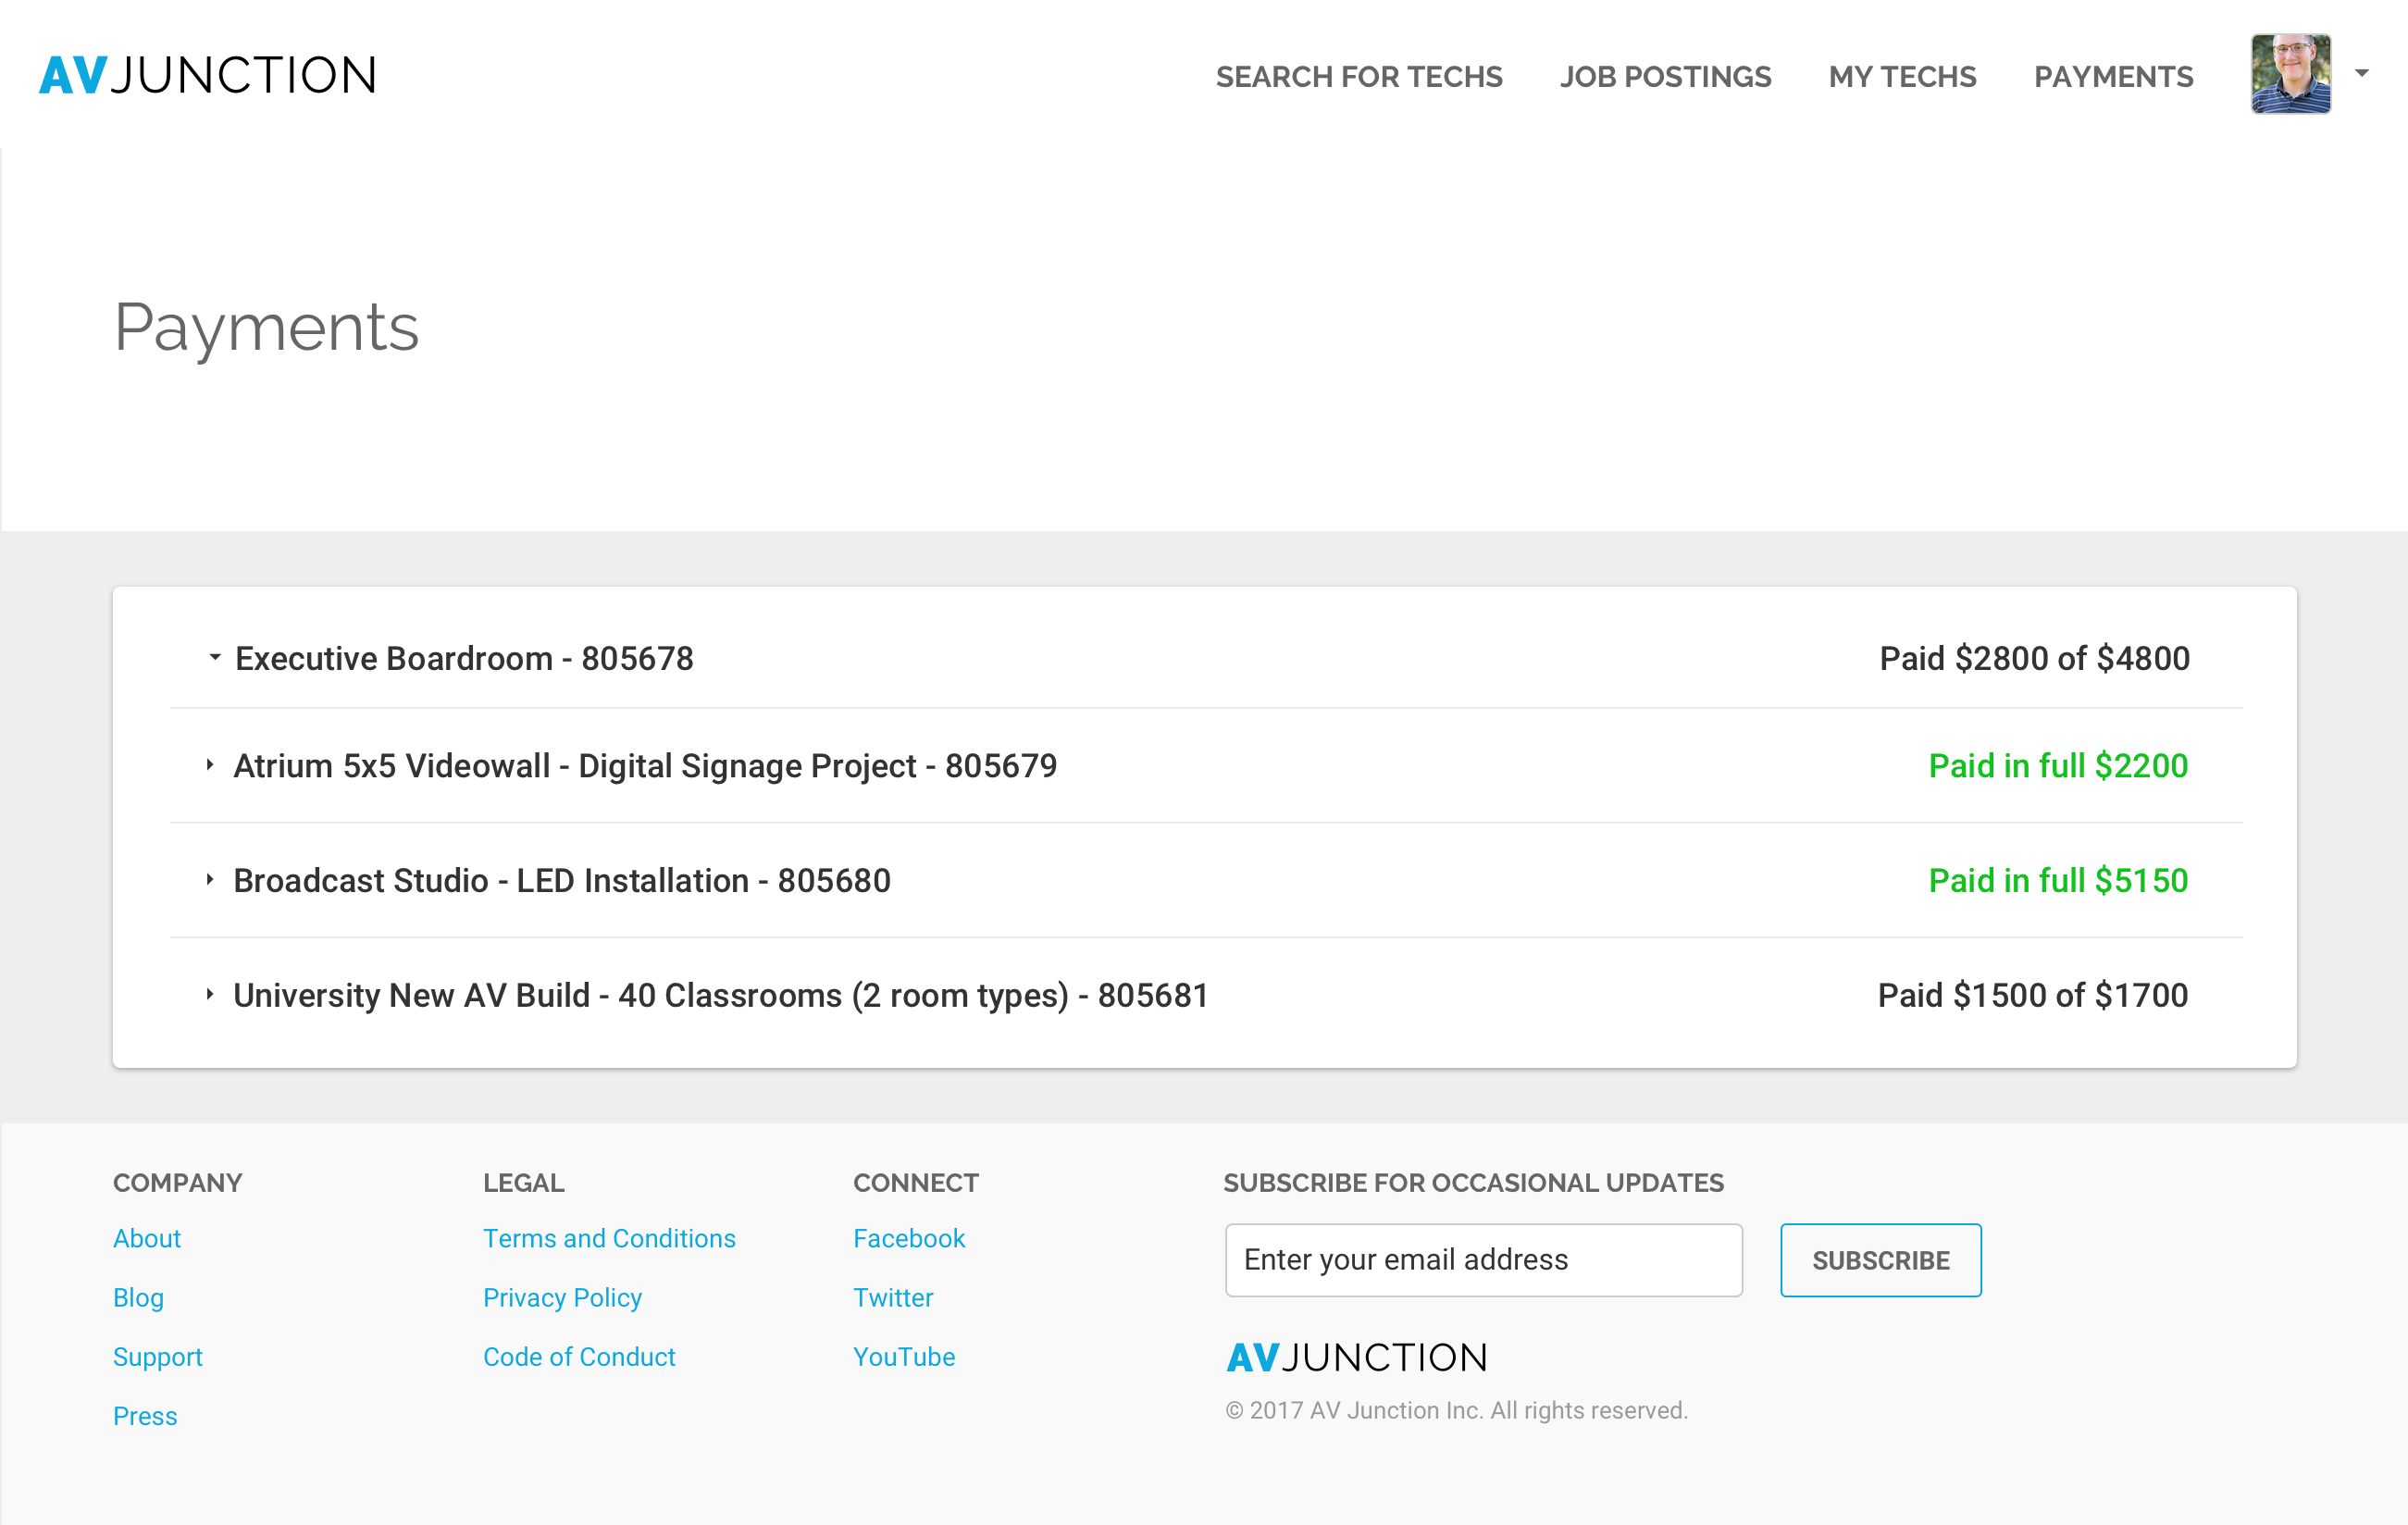 AVJUNCTION
SEARCH FOR TECHS JOB POSTINGS MY TECHS PAYMENTS
Payments
Executive Boardroom - 805678 Paid $2800 of $4800
Atrium 5x5 Videowall - Digital Signage Project - 805679 Paid in full $2200
Broadcast Studio - LED Installation - 805680 Paid in full $5150
University New AV Build - 40 Classrooms (2 room types) - 805681 Paid $1500 of $1700
COMPANY
About
Blog
Support
Press
LEGAL
Terms and Conditions
Privacy Policy
Code of Conduct
CONNECT
Facebook
Twitter
YouTube
SUBSCRIBE FOR OCCASIONAL UPDATES
Enter your email address SUBSCRIBE
AVJUNCTION
© 2017 AV Junction Inc. All rights reserved.